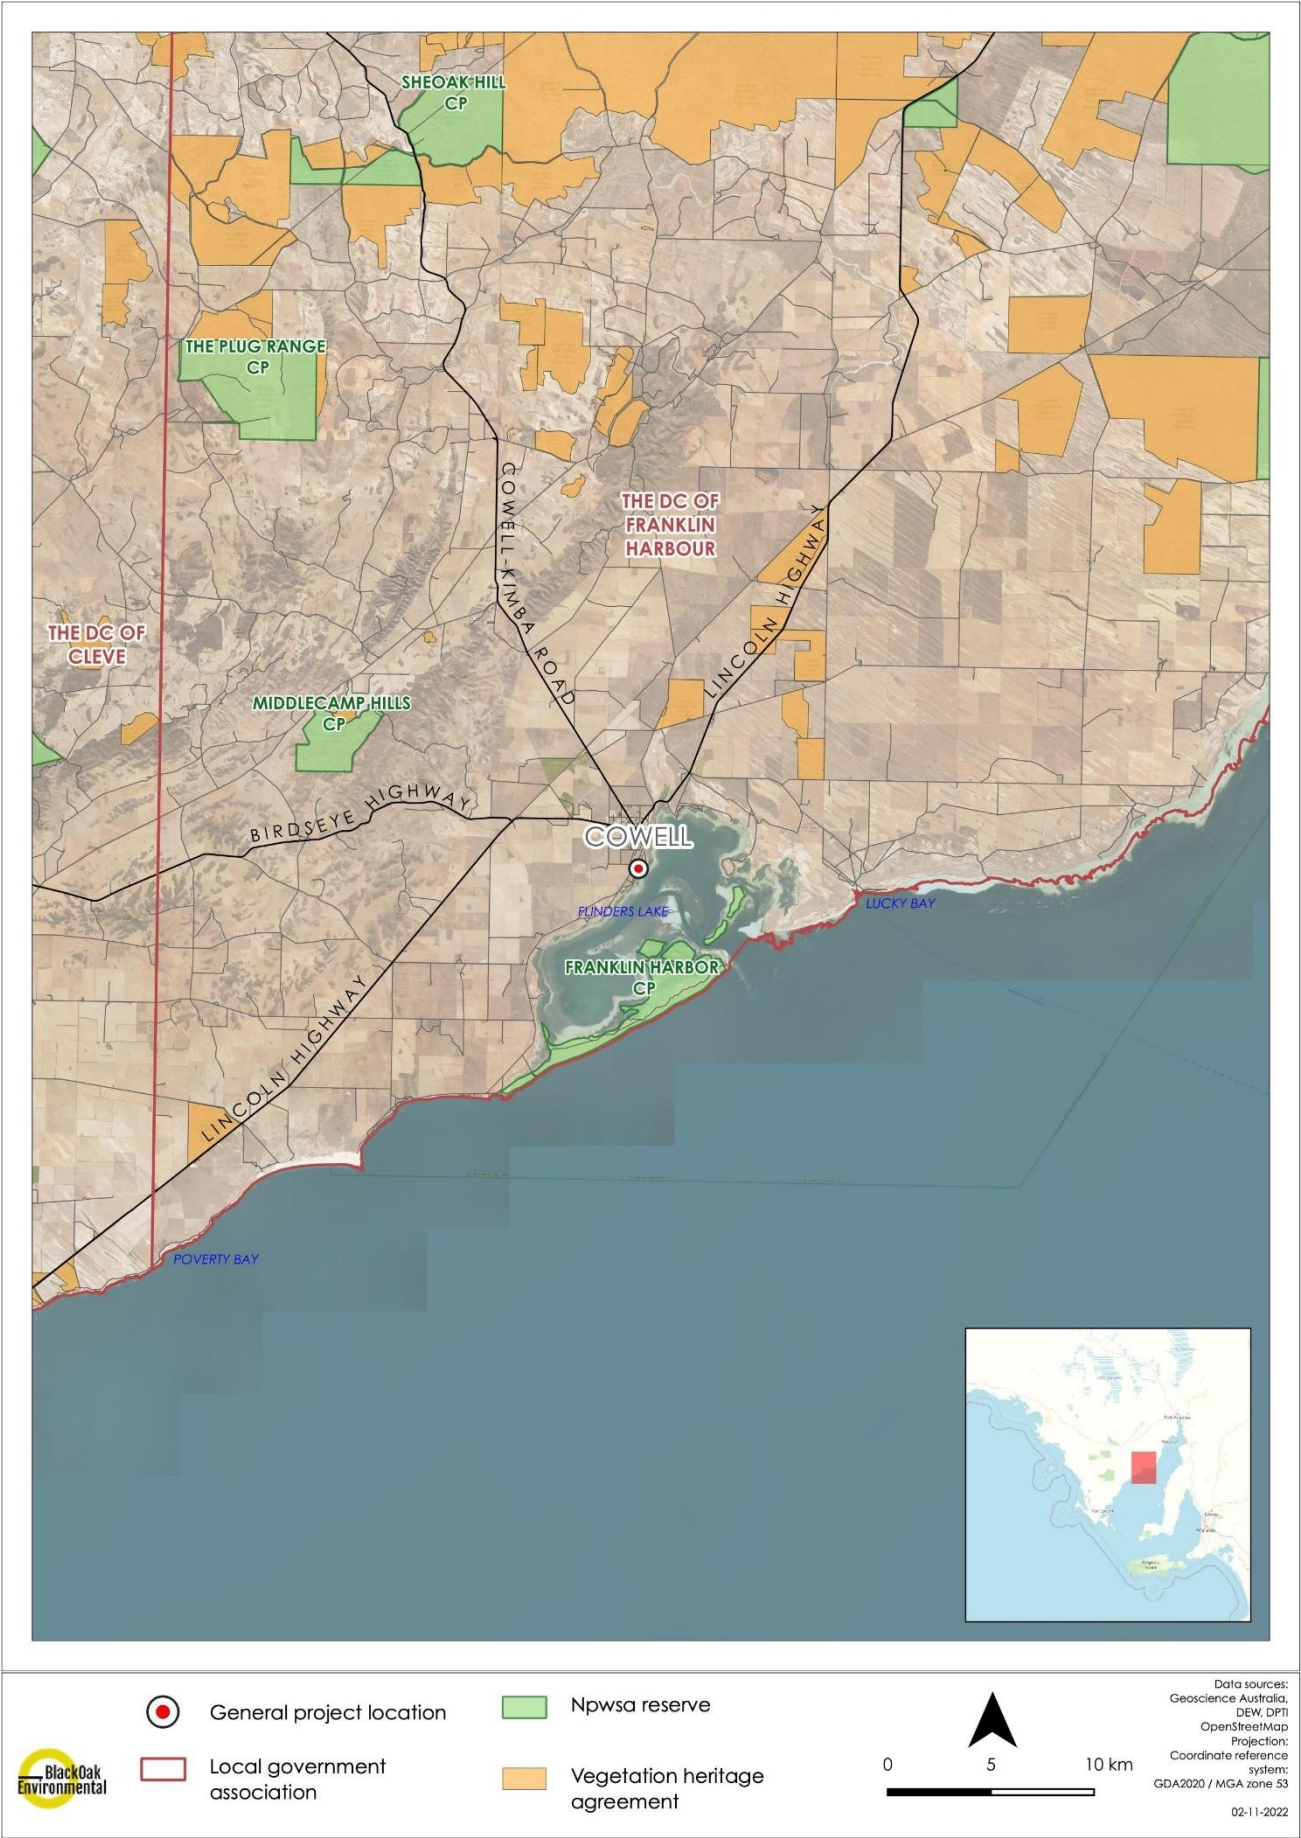 SHEOAK HILL
CP
THE PLUG RANGE
CP
COWELL-KIMBA ROAD
THE DC OF
FRANKLIN
HARBOUR
LINCOLN HIGHWAY
THE DC OF
CLEVE
MIDDLECAMP HILLS
CP
BIRDSEYE HIGHWAY
COWELL
FLINDERS LAKE
LUCKY BAY
FRANKLIN HARBOR
CP
LINCOLN HIGHWAY
POVERTY BAY
BlackOak
Environmental
General project location
Local government
association
Npwsa reserve
Vegetation heritage
agreement
0 5 10 km
Data sources:
Geoscience Australia,
DEW, DPTI
OpenStreetMap
Projection:
Coordinate reference
system:
GDA2020 / MGA zone 53
02-11-2022